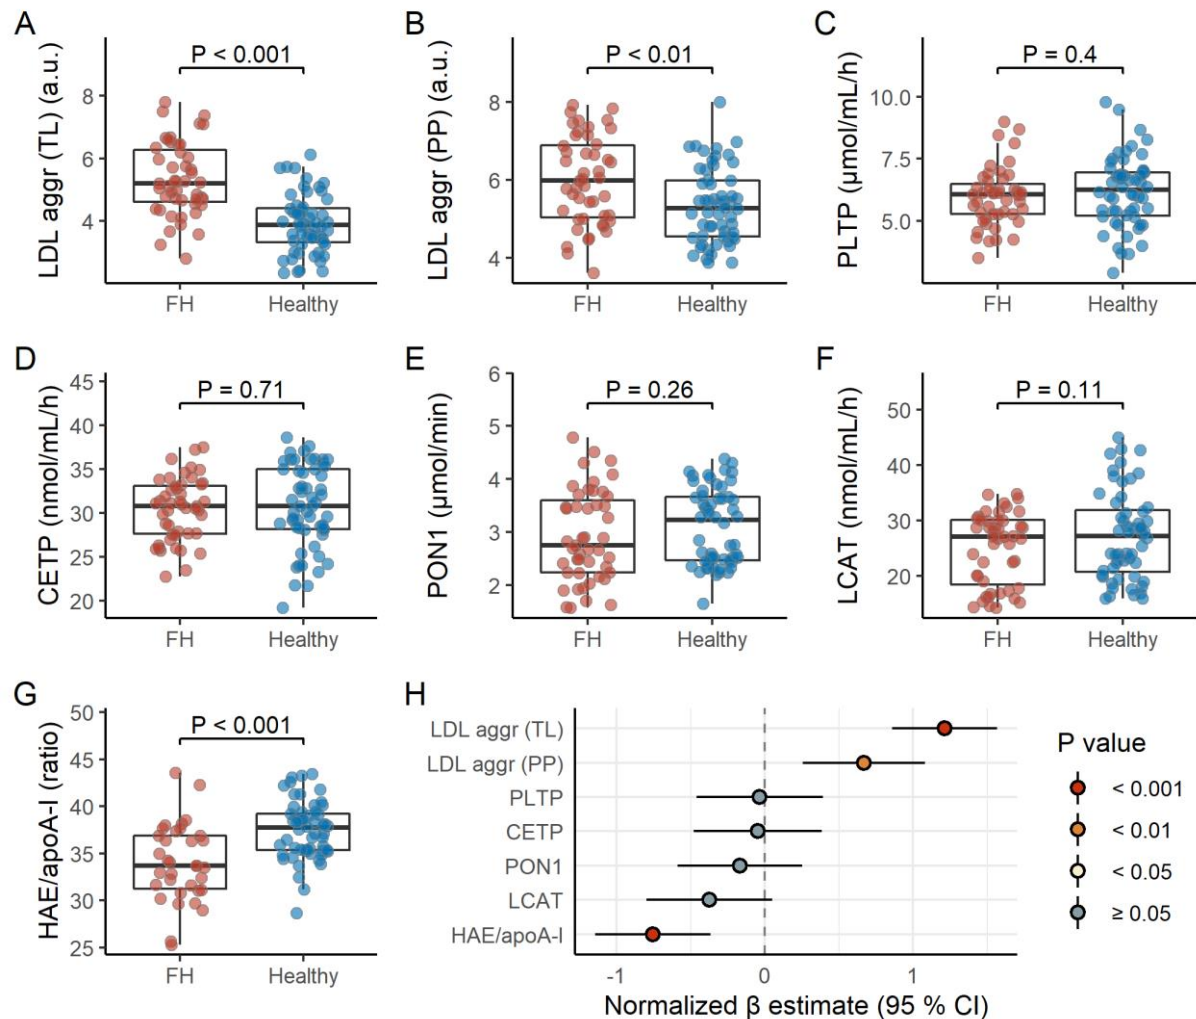 A
P < 0.001
LDL aggr (TL) (a.u.)
8
6
4
FH
Healthy
B
P < 0.01
LDL aggr (PP) (a.u.)
8
6
4
FH
Healthy
C
P = 0.4
PLTP (μmol/mL/h)
10.0
7.5
5.0
FH
Healthy
D
P = 0.71
CETP (nmol/mL/h)
45
40
35
30
25
20
FH
Healthy
E
P = 0.26
PON1 (μmol/min)
6
5
4
3
2
FH
Healthy
F
P = 0.11
LCAT (nmol/mL/h)
50
40
30
20
FH
Healthy
G
P < 0.001
HAE/apoA-I (ratio)
50
45
40
35
30
25
FH
Healthy
H
LDL aggr (TL)
LDL aggr (PP)
PLTP
CETP
PON1
LCAT
HAE/apoA-I
-1
0
1
Normalized β estimate (95 % CI)
P value
< 0.001
< 0.01
< 0.05
≥ 0.05